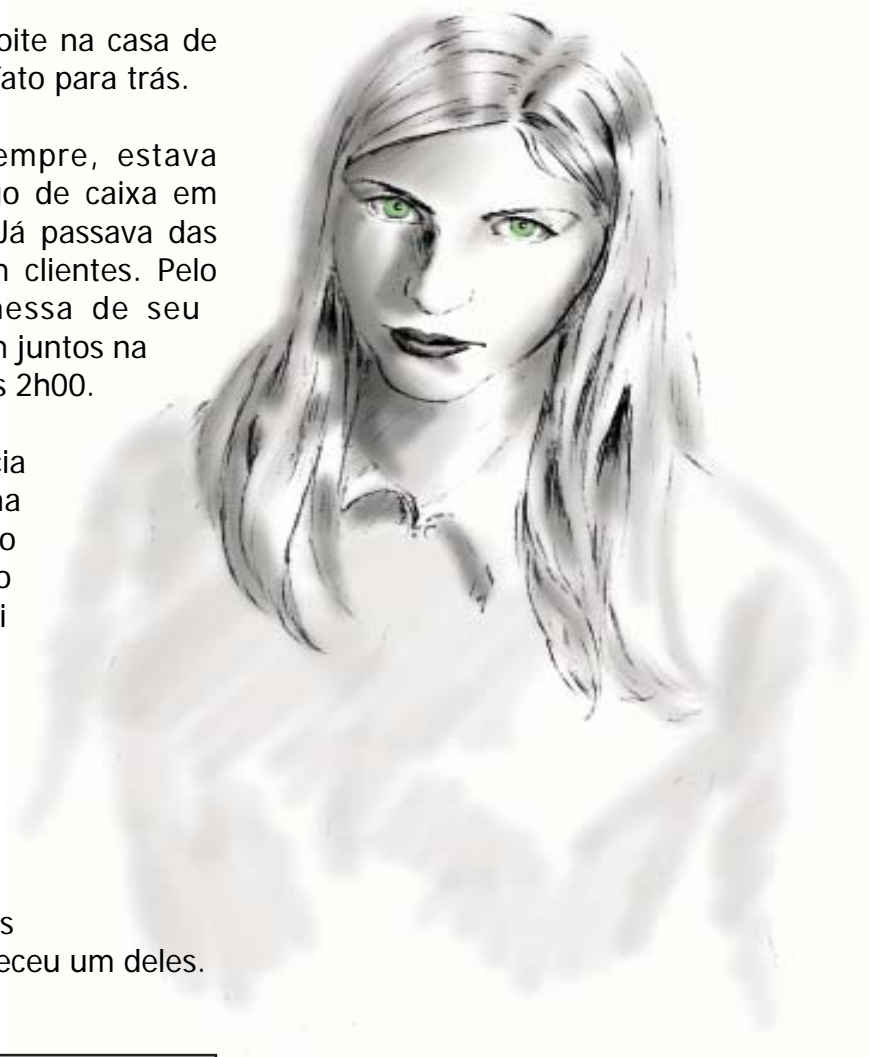 oite na casa de
fato para trás.
empre, estava
o de caixa em
Já passava das
clientes. Pelo
essa de seu
juntos na
s 2h00.
cia
na
o
o
i
s
eceu um deles.